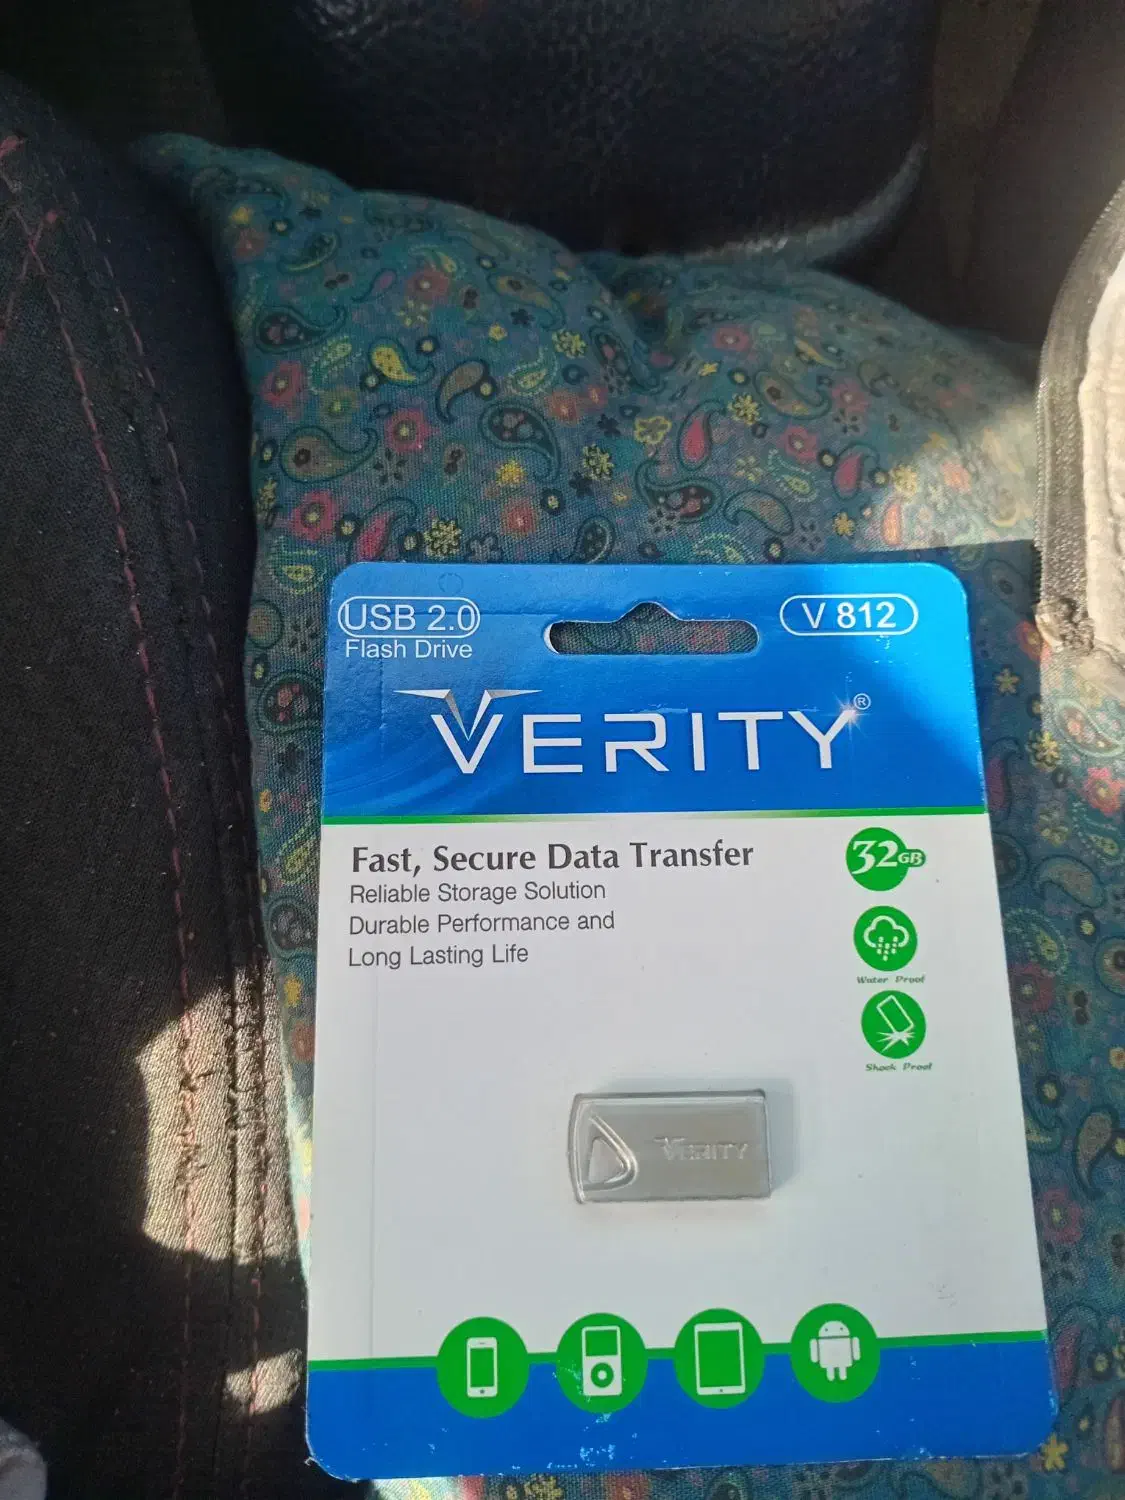 USB 2.0
Flash Drive
V 812
VERITY®
Fast, Secure Data Transfer
Reliable Storage Solution
Durable Performance and
Long Lasting Life
32GB
Water Proof
Shock Proof
VERITY